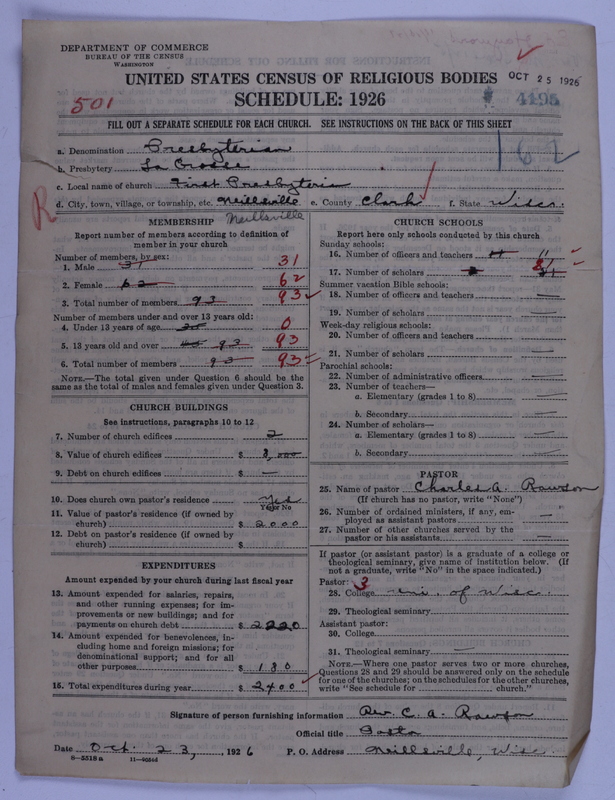 DEPARTMENT OF COMMERCE
BUREAU OF THE CENSUS
WASHINGTON
UNITED STATES CENSUS OF RELIGIOUS BODIES
OCT 25 1926
501
SCHEDULE: 1926
4195
FILL OUT A SEPARATE SCHEDULE FOR EACH CHURCH. SEE INSTRUCTIONS ON THE BACK OF THIS SHEET
162
a. Denomination Presbyterian
b. Presbytery La Crosse
c. Local name of church First Presbyteria
d. City, town, village, or township, etc. Neillsville e. County Clark f. State Wisc.
R
Neillsville
MEMBERSHIP
Report number of members according to definition of
member in your church
Number of members, by sex:
1. Male 31 31
2. Female 62 62
3. Total number of members 93 93
Number of members under and over 13 years old:
4. Under 13 years of age 0
5. 13 years old and over 93 93
6. Total number of members 93 93
NOTE.—The total given under Question 6 should be the
same as the total of males and females given under Question 3.
CHURCH BUILDINGS
See instructions, paragraphs 10 to 12
7. Number of church edifices 2
8. Value of church edifices $ 8,000
9. Debt on church edifices $ —
10. Does church own pastor's residence Yes
Yes or No
11. Value of pastor's residence (if owned by
church) $ 2000
12. Debt on pastor's residence (if owned by
church) $
EXPENDITURES
Amount expended by your church during last fiscal year
13. Amount expended for salaries, repairs,
and other running expenses; for im-
provements or new buildings; and for
payments on church debt $ 2220
14. Amount expended for benevolences, in-
cluding home and foreign missions; for
denominational support; and for all
other purposes $ 180
15. Total expenditures during year $ 2400
CHURCH SCHOOLS
Report here only schools conducted by this church
Sunday schools:
16. Number of officers and teachers 11 11
17. Number of scholars 81
Summer vacation Bible schools:
18. Number of officers and teachers —
19. Number of scholars —
Week-day religious schools:
20. Number of officers and teachers —
21. Number of scholars —
Parochial schools:
22. Number of administrative officers —
23. Number of teachers—
a. Elementary (grades 1 to 8) —
b. Secondary —
24. Number of scholars—
a. Elementary (grades 1 to 8) —
b. Secondary —
PASTOR
25. Name of pastor Charles A. Rawson
(If church has no pastor, write "None")
26. Number of ordained ministers, if any, em-
ployed as assistant pastors —
27. Number of other churches served by the
pastor or his assistants —
If pastor (or assistant pastor) is a graduate of a college or
theological seminary, give name of institution below. (If
not a graduate, write "No" in the space indicated.)
Pastor: 3
28. College Uni. of Wisc.
29. Theological seminary
Assistant pastor:
30. College
31. Theological seminary —
NOTE.—Where one pastor serves two or more churches,
Questions 28 and 29 should be answered only on the schedule
for one of the churches; on the schedules for the other churches,
write "See schedule for church."
Signature of person furnishing information Rev. C. A. Rawson
Official title Pastor
Date Oct. 23, 1926 P. O. Address Neillsville, Wisc.
8-5518a 11-90246